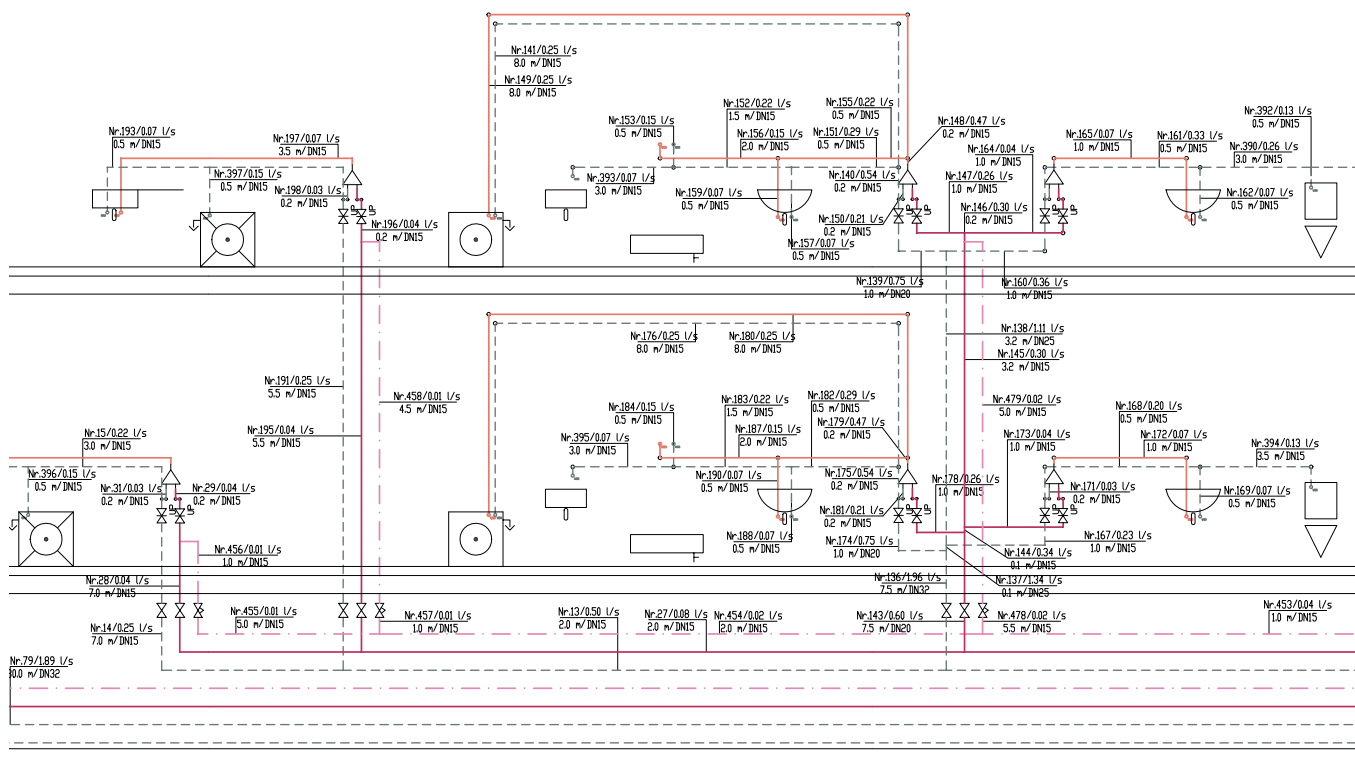 Nr.141/0.25 l/s
8.0 m/DN15
Nr.149/0.25 l/s
8.0 m/DN15
Nr.152/0.22 l/s
1.5 m/DN15
Nr.155/0.22 l/s
0.5 m/DN15
Nr.153/0.15 l/s
0.5 m/DN15
Nr.148/0.47 l/s
0.2 m/DN15
Nr.392/0.13 l/s
0.5 m/DN15
Nr.193/0.07 l/s
0.5 m/DN15
Nr.197/0.07 l/s
3.5 m/DN15
Nr.156/0.15 l/s
2.0 m/DN15
Nr.151/0.29 l/s
0.5 m/DN15
Nr.165/0.07 l/s
1.0 m/DN15
Nr.161/0.33 l/s
0.5 m/DN15
Nr.390/0.26 l/s
3.0 m/DN15
Nr.164/0.04 l/s
1.0 m/DN15
Nr.397/0.15 l/s
0.5 m/DN15
Nr.393/0.07 l/s
3.0 m/DN15
Nr.140/0.54 l/s
0.2 m/DN15
Nr.147/0.26 l/s
1.0 m/DN15
Nr.198/0.03 l/s
0.2 m/DN15
Nr.159/0.07 l/s
0.5 m/DN15
Nr.162/0.07 l/s
0.5 m/DN15
Nr.146/0.30 l/s
0.2 m/DN15
Nr.196/0.04 l/s
0.2 m/DN15
Nr.150/0.21 l/s
0.2 m/DN15
Nr.157/0.07 l/s
0.5 m/DN15
Nr.139/0.75 l/s
1.0 m/DN20
Nr.160/0.36 l/s
1.0 m/DN15
Nr.176/0.25 l/s
8.0 m/DN15
Nr.180/0.25 l/s
8.0 m/DN15
Nr.138/1.11 l/s
3.2 m/DN25
Nr.145/0.30 l/s
3.2 m/DN15
Nr.191/0.25 l/s
5.5 m/DN15
Nr.458/0.01 l/s
4.5 m/DN15
Nr.183/0.22 l/s
1.5 m/DN15
Nr.182/0.29 l/s
0.5 m/DN15
Nr.479/0.02 l/s
5.0 m/DN15
Nr.184/0.15 l/s
0.5 m/DN15
Nr.168/0.20 l/s
0.5 m/DN15
Nr.179/0.47 l/s
0.2 m/DN15
Nr.15/0.22 l/s
3.0 m/DN15
Nr.195/0.04 l/s
5.5 m/DN15
Nr.395/0.07 l/s
3.0 m/DN15
Nr.187/0.15 l/s
2.0 m/DN15
Nr.173/0.04 l/s
1.0 m/DN15
Nr.172/0.07 l/s
1.0 m/DN15
Nr.394/0.13 l/s
3.5 m/DN15
Nr.396/0.15 l/s
0.5 m/DN15
Nr.31/0.03 l/s
0.2 m/DN15
Nr.29/0.04 l/s
0.2 m/DN15
Nr.190/0.07 l/s
0.5 m/DN15
Nr.175/0.54 l/s
0.2 m/DN15
Nr.178/0.26 l/s
1.0 m/DN15
Nr.171/0.03 l/s
0.2 m/DN15
Nr.169/0.07 l/s
0.5 m/DN15
Nr.181/0.21 l/s
0.2 m/DN15
Nr.188/0.07 l/s
0.5 m/DN15
Nr.174/0.75 l/s
1.0 m/DN20
Nr.167/0.23 l/s
1.0 m/DN15
Nr.456/0.01 l/s
1.0 m/DN15
Nr.144/0.34 l/s
0.1 m/DN15
Nr.28/0.04 l/s
7.0 m/DN15
Nr.136/1.96 l/s
7.5 m/DN32
Nr.137/1.34 l/s
0.1 m/DN25
Nr.455/0.01 l/s
5.0 m/DN15
Nr.457/0.01 l/s
1.0 m/DN15
Nr.13/0.50 l/s
2.0 m/DN15
Nr.27/0.08 l/s
2.0 m/DN15
Nr.454/0.02 l/s
2.0 m/DN15
Nr.143/0.60 l/s
7.5 m/DN20
Nr.478/0.02 l/s
5.5 m/DN15
Nr.453/0.04 l/s
1.0 m/DN15
Nr.14/0.25 l/s
7.0 m/DN15
Nr.79/1.89 l/s
m/DN32